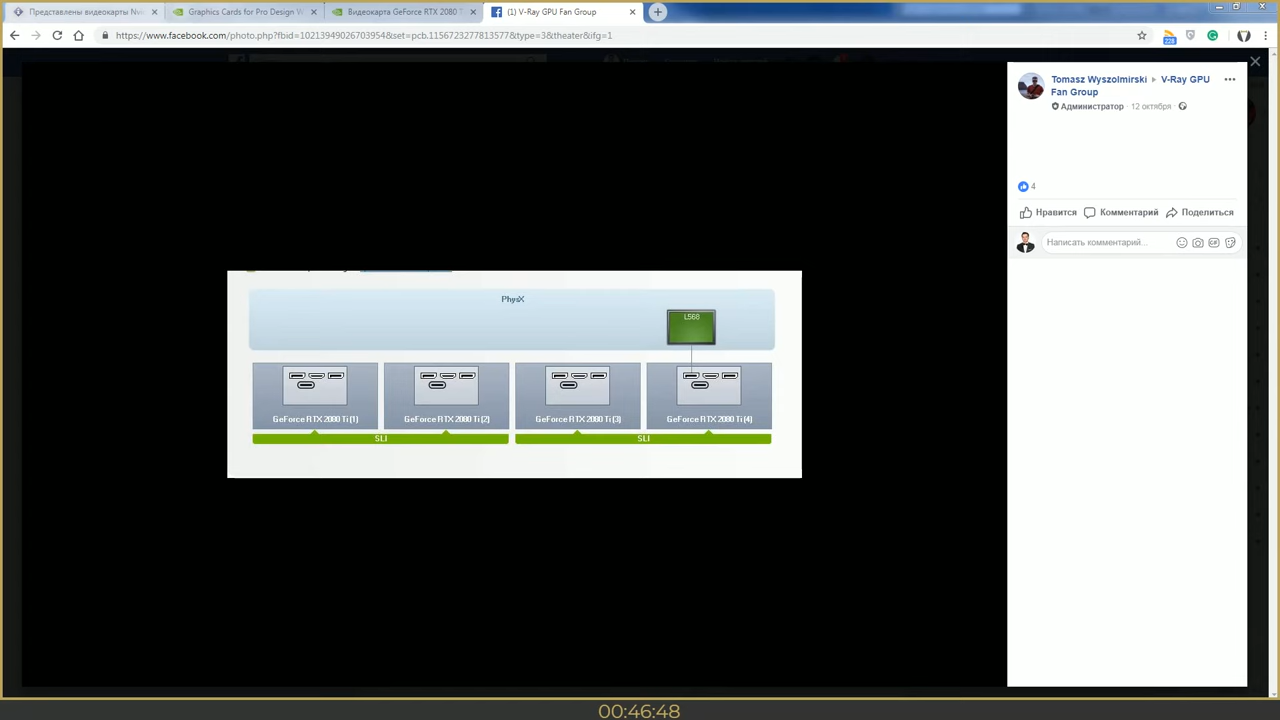 Представлены видеокарты Nvi
Graphics Cards for Pro Design W
Видеокарта GeForce RTX 2080 T
(1) V-Ray GPU Fan Group
https://www.facebook.com/photo.php?fbid=10213949026703954&set=pcb.1156723277813577&type=3&theater&ifg=1
228
Tomasz Wyszolmirski ▸ V-Ray GPU
Fan Group
Администратор · 12 октября ·
4
Нравится Комментарий Поделиться
Написать комментарий...
PhysX
L568
GeForce RTX 2080 Ti (1)
GeForce RTX 2080 Ti (2)
GeForce RTX 2080 Ti (3)
GeForce RTX 2080 Ti (4)
SLI
SLI
00:46:48